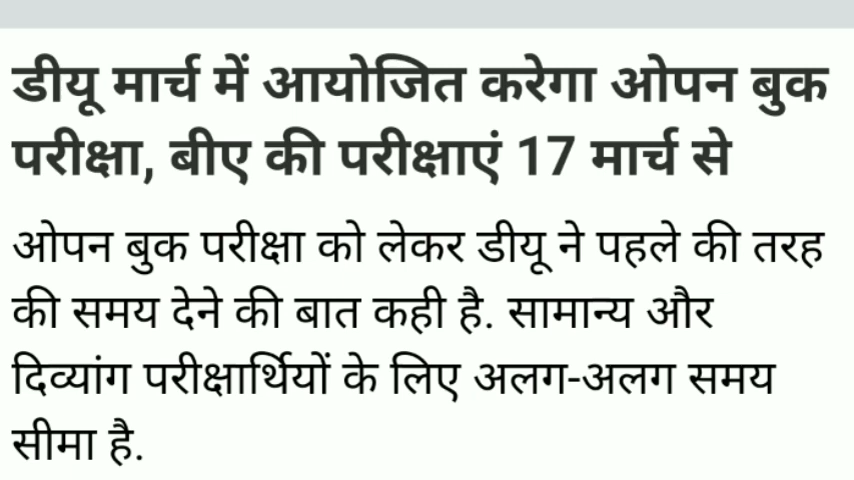 डीयू मार्च में आयोजित करेगा ओपन बुक
परीक्षा, बीए की परीक्षाएं 17 मार्च से
ओपन बुक परीक्षा को लेकर डीयू ने पहले की तरह
की समय देने की बात कही है. सामान्य और
दिव्यांग परीक्षार्थियों के लिए अलग-अलग समय
सीमा है.